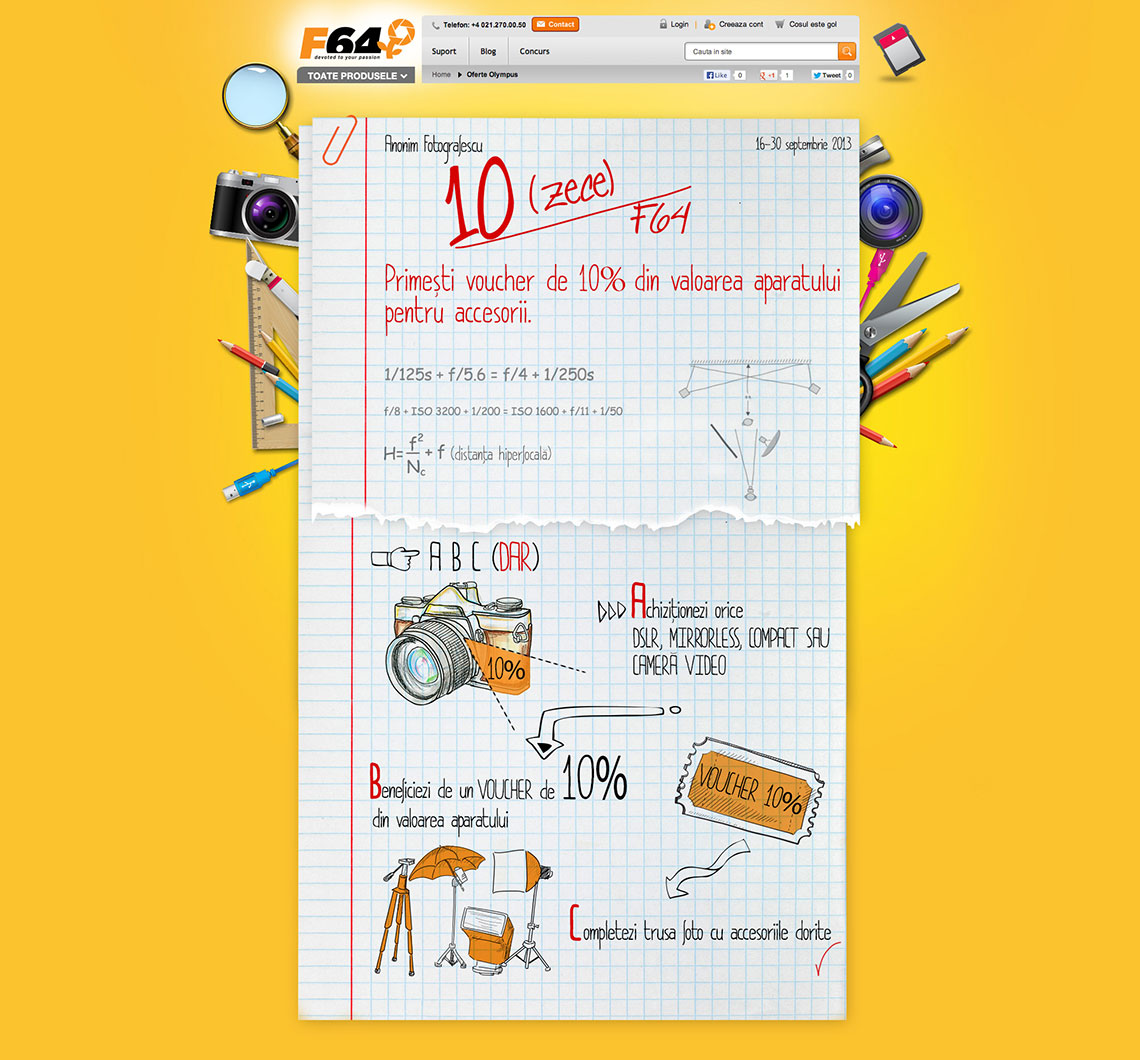 F64
devoted to your passion
TOATE PRODUSELE
Telefon: +4 021.270.00.50 Contact
Login | Creeaza cont Cosul este gol
Suport Blog Concurs
Cauta in site
Home Oferte Olympus
Like 0 +1 1 Tweet 0
Anonim Fotografescu
16-30 septembrie 2013
10 (zece)
F64
Primești voucher de 10% din valoarea aparatului
pentru accesorii.
1/125s + f/5.6 = f/4 + 1/250s
f/8 + ISO 3200 + 1/200 = ISO 1600 + f/11 + 1/50
H= f²/Nc + f (distanța hiperfocală)
A B C (DAR)
10%
Achiziționezi orice
DSLR, MIRRORLESS, COMPACT SAU
CAMERĂ VIDEO
Beneficiezi de un VOUCHER de 10%
din valoarea aparatului
VOUCHER 10%
Completezi trusa foto cu accesoriile dorite